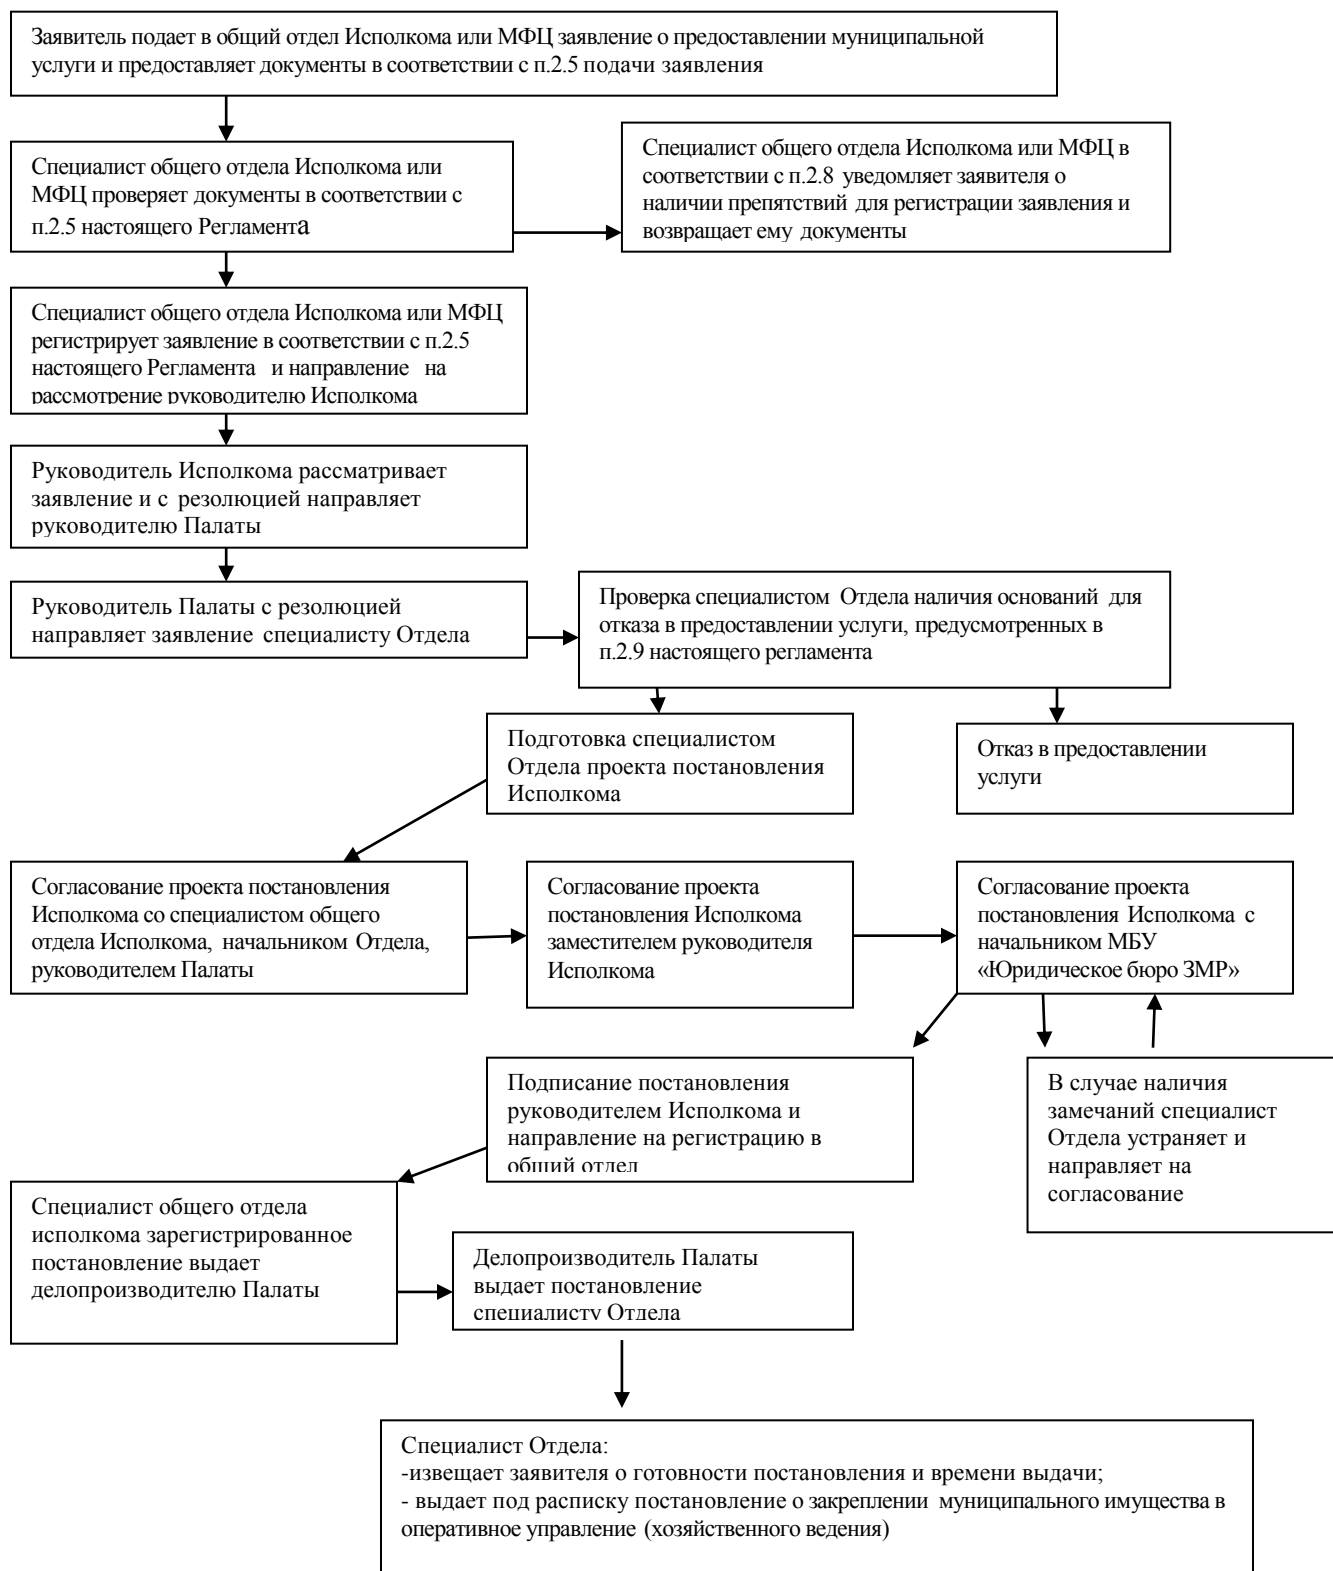 Заявитель подает в общий отдел Исполкома или МФЦ заявление о предоставлении муниципальной
услуги и предоставляет документы в соответствии с п.2.5 подачи заявления
Специалист общего отдела Исполкома или
МФЦ проверяет документы в соответствии с
п.2.5 настоящего Регламента
Специалист общего отдела Исполкома или МФЦ в
соответствии с п.2.8 уведомляет заявителя о
наличии препятствий для регистрации заявления и
возвращает ему документы
Специалист общего отдела Исполкома или МФЦ
регистрирует заявление в соответствии с п.2.5
настоящего Регламента и направление на
рассмотрение руководителю Исполкома
Руководитель Исполкома рассматривает
заявление и с резолюцией направляет
руководителю Палаты
Руководитель Палаты с резолюцией
направляет заявление специалисту Отдела
Проверка специалистом Отдела наличия оснований для
отказа в предоставлении услуги, предусмотренных в
п.2.9 настоящего регламента
Подготовка специалистом
Отдела проекта постановления
Исполкома
Отказ в предоставлении
услуги
Согласование проекта постановления
Исполкома со специалистом общего
отдела Исполкома, начальником Отдела,
руководителем Палаты
Согласование проекта
постановления Исполкома
заместителем руководителя
Исполкома
Согласование проекта
постановления Исполкома с
начальником МБУ
«Юридическое бюро ЗМР»
Подписание постановления
руководителем Исполкома и
направление на регистрацию в
общий отдел
В случае наличия
замечаний специалист
Отдела устраняет и
направляет на
согласование
Специалист общего отдела
исполкома зарегистрированное
постановление выдает
делопроизводителю Палаты
Делопроизводитель Палаты
выдает постановление
специалисту Отдела
Специалист Отдела:
-извещает заявителя о готовности постановления и времени выдачи;
- выдает под расписку постановление о закреплении муниципального имущества в
оперативное управление (хозяйственного ведения)